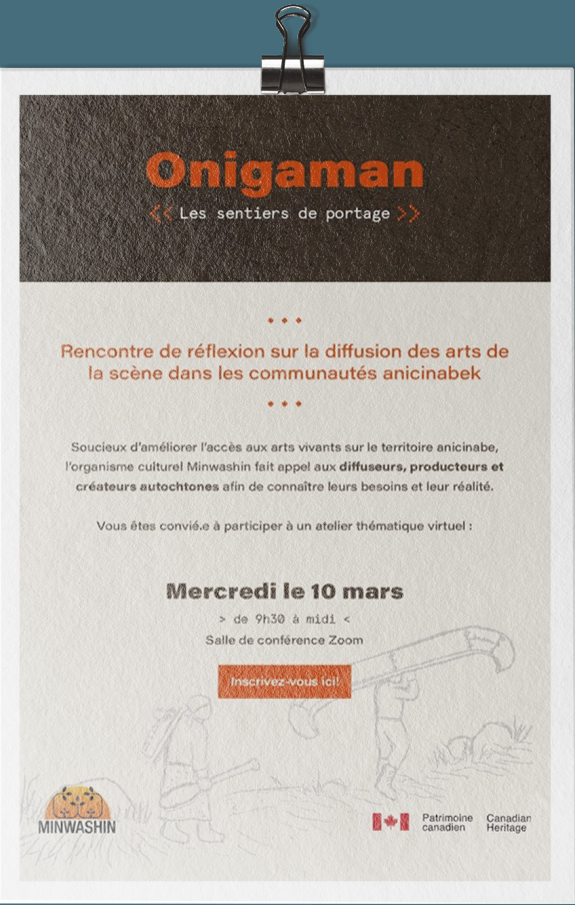 Onigaman
<< Les sentiers de portage >>
Rencontre de réflexion sur la diffusion des arts de
la scène dans les communautés anicinabek
Soucieux d'améliorer l'accès aux arts vivants sur le territoire anicinabe,
l'organisme culturel Minwashin fait appel aux diffuseurs, producteurs et
créateurs autochtones afin de connaître leurs besoins et leur réalité.
Vous êtes convié.e à participer à un atelier thématique virtuel :
Mercredi le 10 mars
> de 9h30 à midi <
Salle de conférence Zoom
Inscrivez-vous ici!
MINWASHIN
Patrimoine canadien
Canadian Heritage